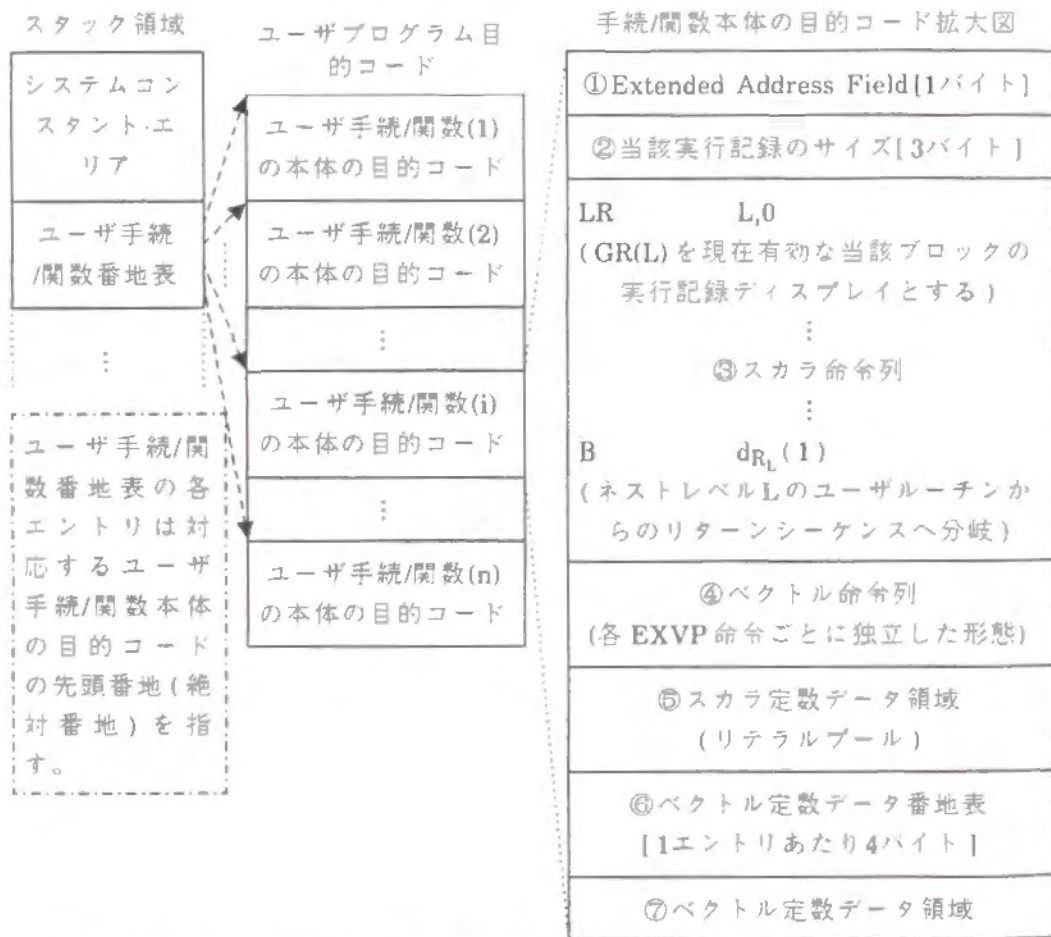 スタック領域
システムコン
スタント・エ
リア
ユーザ手続
/関数番地表
⋮
ユーザ手続/関
数番地表の各
エントリは対
応するユーザ
手続/関数本体
の目的コード
の先頭番地(絶
対番地)を指
す。
ユーザプログラム目
的コード
ユーザ手続/関数(1)
の本体の目的コード
ユーザ手続/関数(2)
の本体の目的コード
⋮
ユーザ手続/関数(i)
の本体の目的コード
⋮
ユーザ手続/関数(n)
の本体の目的コード
手続/関数本体の目的コード拡大図
①Extended Address Field[1バイト]
②当該実行記録のサイズ[3バイト]
LR L,0
(GR(L)を現在有効な当該ブロックの
実行記録ディスプレイとする)
⋮
③スカラ命令列
⋮
B dRL(1)
(ネストレベルLのユーザルーチンか
らのリターンシーケンスへ分岐)
④ベクトル命令列
(各EXVP命令ごとに独立した形態)
⑤スカラ定数データ領域
(リテラルプール)
⑥ベクトル定数データ番地表
[1エントリあたり4バイト]
⑦ベクトル定数データ領域